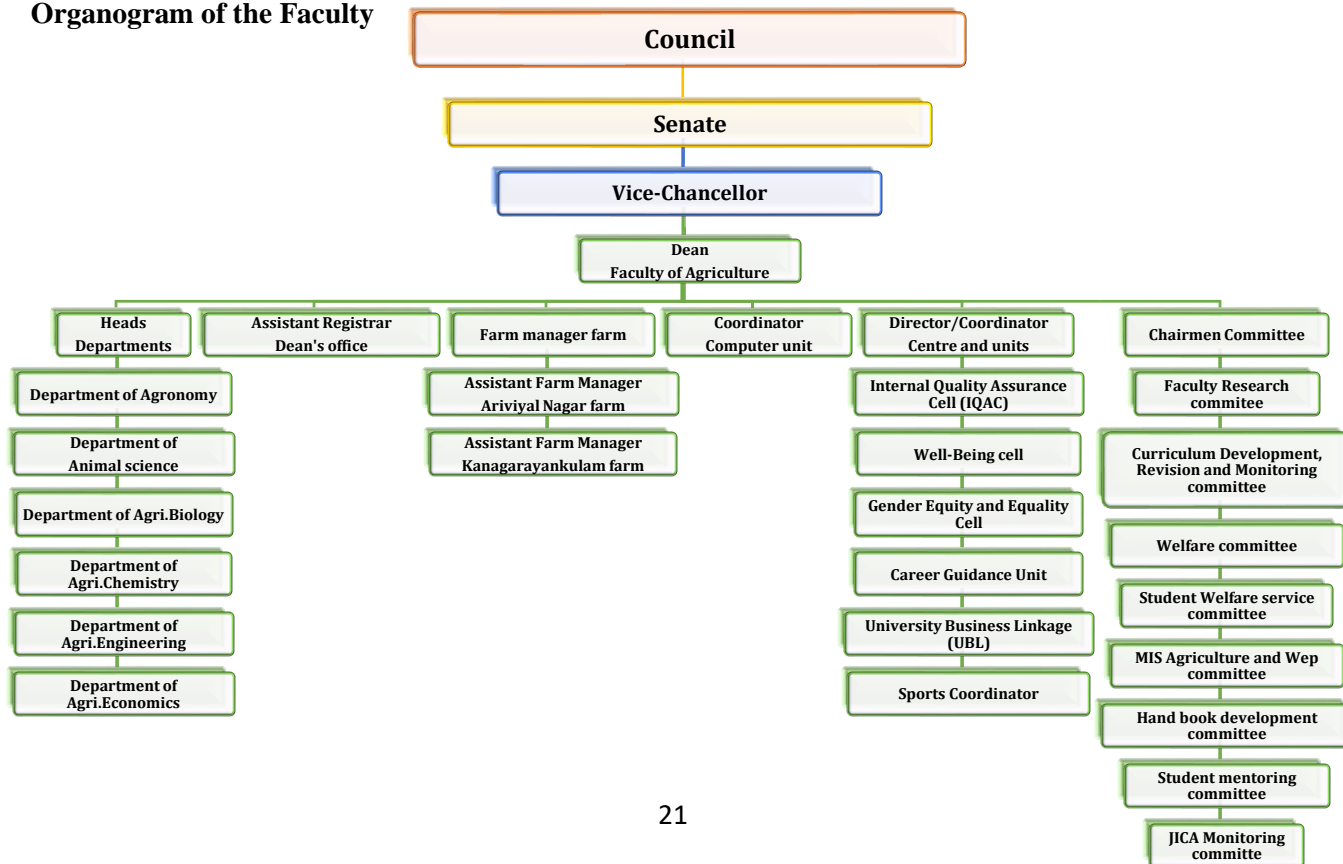 Organogram of the Faculty
Council
Senate
Vice-Chancellor
Dean
Faculty of Agriculture
Heads
Departments
Department of Agronomy
Department of
Animal science
Department of Agri.Biology
Department of
Agri.Chemistry
Department of
Agri.Engineering
Department of
Agri.Economics
Assistant Registrar
Dean's office
Farm manager farm
Assistant Farm Manager
Ariviyal Nagar farm
Assistant Farm Manager
Kanagarayankulam farm
Coordinator
Computer unit
Director/Coordinator
Centre and units
Internal Quality Assurance
Cell (IQAC)
Well-Being cell
Gender Equity and Equality
Cell
Career Guidance Unit
University Business Linkage
(UBL)
Sports Coordinator
Chairmen Committee
Faculty Research
commitee
Curriculum Development,
Revision and Monitoring
committee
Welfare committee
Student Welfare service
committee
MIS Agriculture and Wep
committee
Hand book development
committee
Student mentoring
committee
JICA Monitoring
committe
21